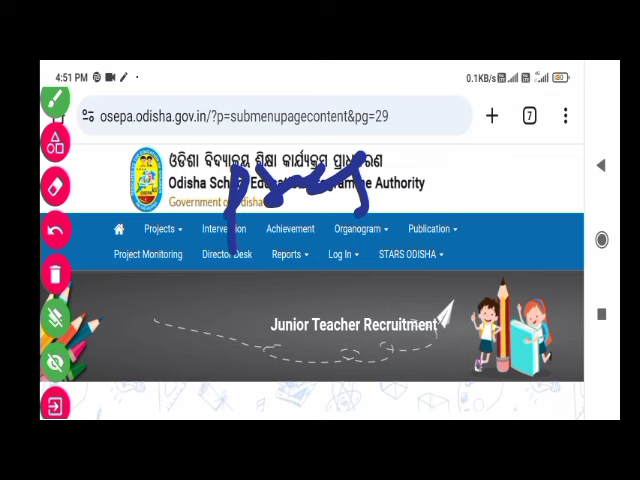 4:51 PM
0.1KB/s
osepa.odisha.gov.in/?p=submenupagecontent&pg=29
7
ଓଡିଶା ବିଦ୍ୟାଳୟ ଶିକ୍ଷା କାର୍ଯ୍ୟକ୍ରମ ପ୍ରାଧିକରଣ
Odisha School Education Programme Authority
Government of Odisha
Projects Intervention Achievement Organogram Publication
Project Monitoring Director Desk Reports Log In STARS ODISHA
Junior Teacher Recruitment